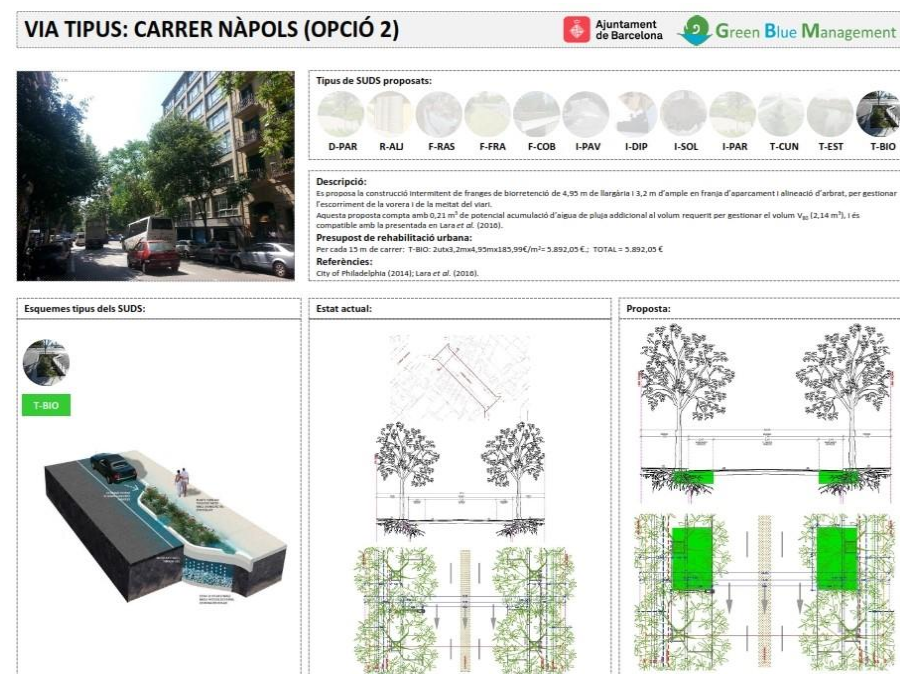 VIA TIPUS: CARRER NÀPOLS (OPCIÓ 2)
Ajuntament
de Barcelona
Green Blue Management
Tipus de SUDS proposats:
D-PAR R-ALJ F-RAS F-FRA F-COB I-PAV I-DIP I-SOL I-PAR T-CUN T-EST T-BIO
Descripció:
Es proposa la construcció intermitent de franges de biorretenció de 4,95 m de llargària i 3,2 m d'ample en franja d'aparcament i alineació d'arbrat, per gestionar
l'escorriment de la vorera i de la meitat del viari.
Aquesta proposta compta amb 0,21 m³ de potencial acumulació d'aigua de pluja addicional al volum requerit per gestionar el volum V₈₀ (2,14 m³), i és
compatible amb la presentada en Lara et al. (2016).
Presupost de rehabilitació urbana:
Per cada 15 m de carrer: T-BIO: 2utx3,2mx4,95mx185,99€/m²= 5.892,05 €.; TOTAL = 5.892,05 €
Referències:
City of Philadelphia (2014); Lara et al. (2016).
Esquemes tipus dels SUDS:
T-BIO
Estat actual:
Proposta: